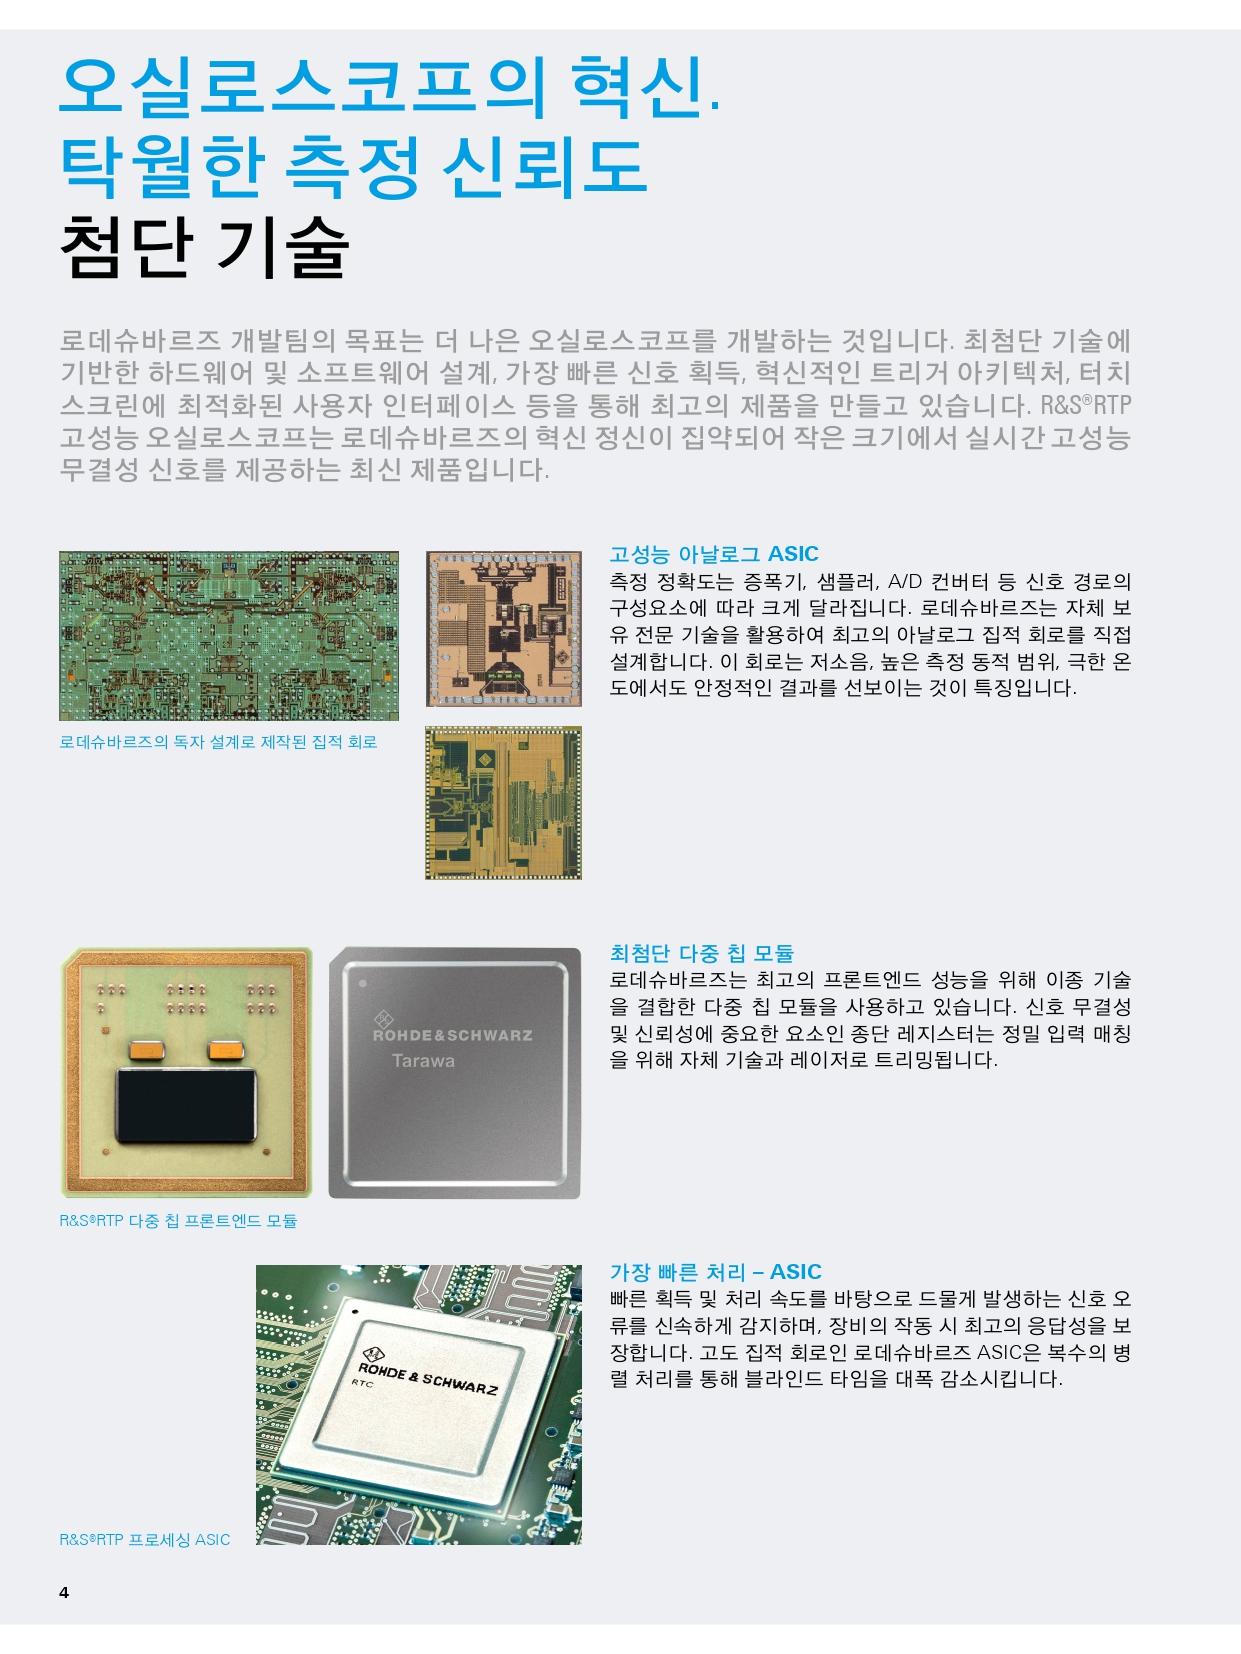 오실로스코프의 혁신.
탁월한 측정 신뢰도
첨단 기술
로데슈바르즈 개발팀의 목표는 더 나은 오실로스코프를 개발하는 것입니다. 최첨단 기술에
기반한 하드웨어 및 소프트웨어 설계, 가장 빠른 신호 획득, 혁신적인 트리거 아키텍처, 터치
스크린에 최적화된 사용자 인터페이스 등을 통해 최고의 제품을 만들고 있습니다. R&S®RTP
고성능 오실로스코프는 로데슈바르즈의 혁신 정신이 집약되어 작은 크기에서 실시간 고성능
무결성 신호를 제공하는 최신 제품입니다.
고성능 아날로그 ASIC
측정 정확도는 증폭기, 샘플러, A/D 컨버터 등 신호 경로의
구성요소에 따라 크게 달라집니다. 로데슈바르즈는 자체 보
유 전문 기술을 활용하여 최고의 아날로그 집적 회로를 직접
설계합니다. 이 회로는 저소음, 높은 측정 동적 범위, 극한 온
도에서도 안정적인 결과를 선보이는 것이 특징입니다.
로데슈바르즈의 독자 설계로 제작된 집적 회로
최첨단 다중 칩 모듈
로데슈바르즈는 최고의 프론트엔드 성능을 위해 이종 기술
을 결합한 다중 칩 모듈을 사용하고 있습니다. 신호 무결성
및 신뢰성에 중요한 요소인 종단 레지스터는 정밀 입력 매칭
을 위해 자체 기술과 레이저로 트리밍됩니다.
ROHDE&SCHWARZ
Tarawa
R&S®RTP 다중 칩 프론트엔드 모듈
가장 빠른 처리 – ASIC
빠른 획득 및 처리 속도를 바탕으로 드물게 발생하는 신호 오
류를 신속하게 감지하며, 장비의 작동 시 최고의 응답성을 보
장합니다. 고도 집적 회로인 로데슈바르즈 ASIC은 복수의 병
렬 처리를 통해 블라인드 타임을 대폭 감소시킵니다.
ROHDE & SCHWARZ
RTC
R&S®RTP 프로세싱 ASIC
4